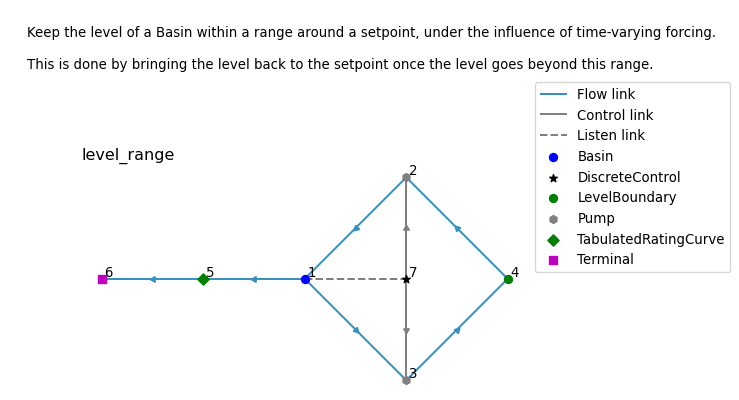 Keep the level of a Basin within a range around a setpoint, under the influence of time-varying forcing.
This is done by bringing the level back to the setpoint once the level goes beyond this range.
Flow link
Control link
Listen link
Basin
DiscreteControl
LevelBoundary
Pump
TabulatedRatingCurve
Terminal
level_range
2
6
5
1
7
4
3